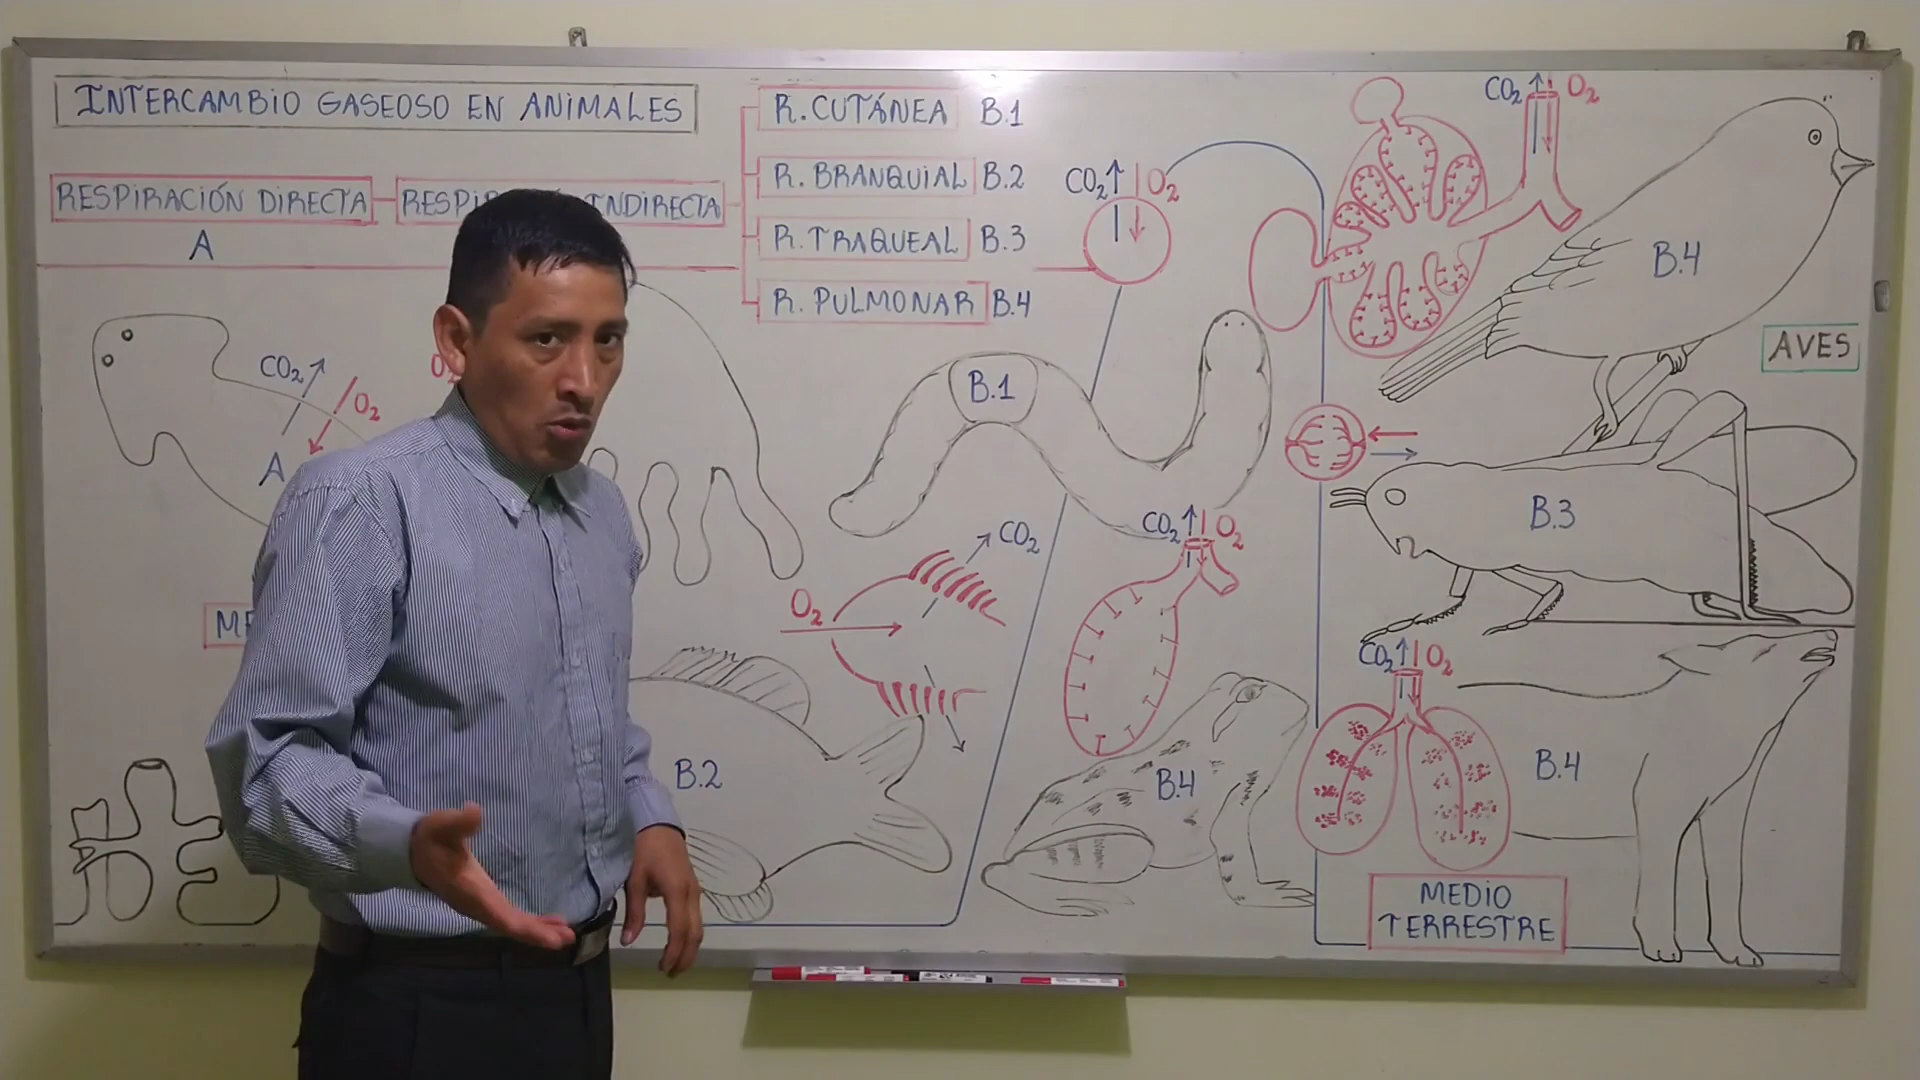 INTERCAMBIO GASEOSO EN ANIMALES
RESPIRACIÓN DIRECTA
A
INDIRECTA
R. CUTÁNEA B.1
R. BRANQUIAL B.2
R. TRAQUEAL B.3
R. PULMONAR B.4
CO₂ O₂
CO₂ O₂
B.4
AVES
CO₂
O₂
A
B.1
B.3
CO₂ O₂
CO₂
O₂
CO₂ O₂
B.2
B.4
B.4
MEDIO
TERRESTRE